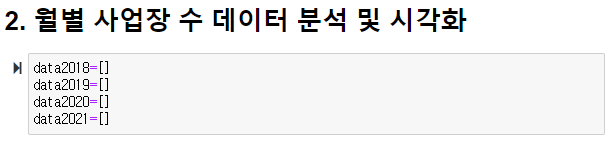 2. 월별 사업장 수 데이터 분석 및 시각화
data2018=[]
data2019=[]
data2020=[]
data2021=[]